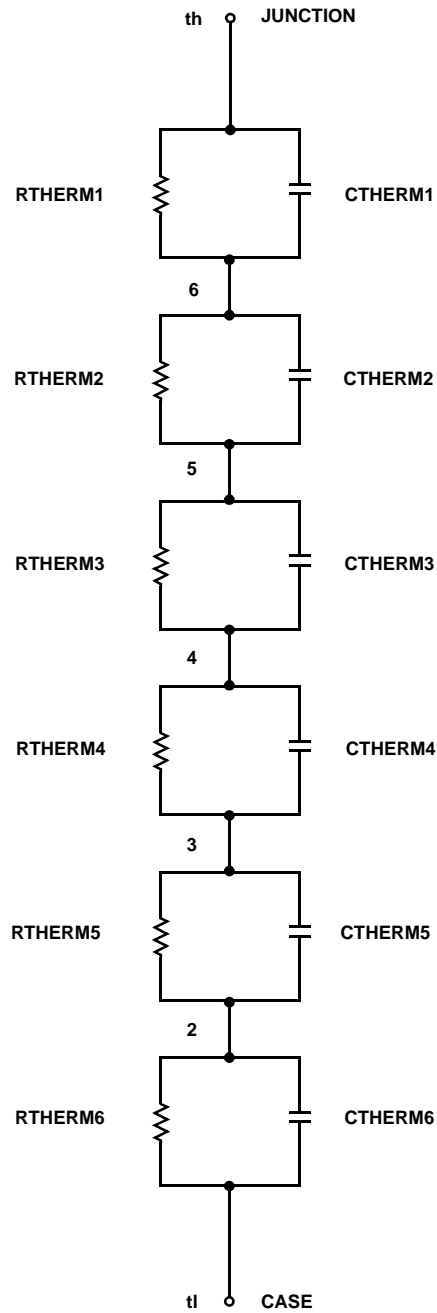 th JUNCTION
RTHERM1 CTHERM1
6
RTHERM2 CTHERM2
5
RTHERM3 CTHERM3
4
RTHERM4 CTHERM4
3
RTHERM5 CTHERM5
2
RTHERM6 CTHERM6
tl CASE